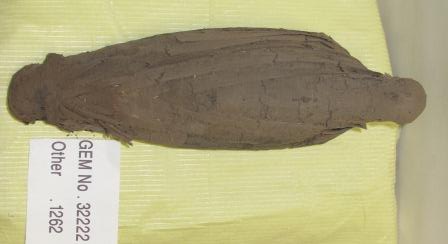 GEM No . 32222
Other . 1262